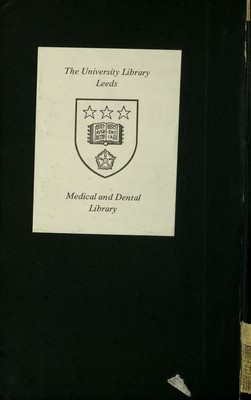 The University Library
Leeds
Medical and Dental
Library